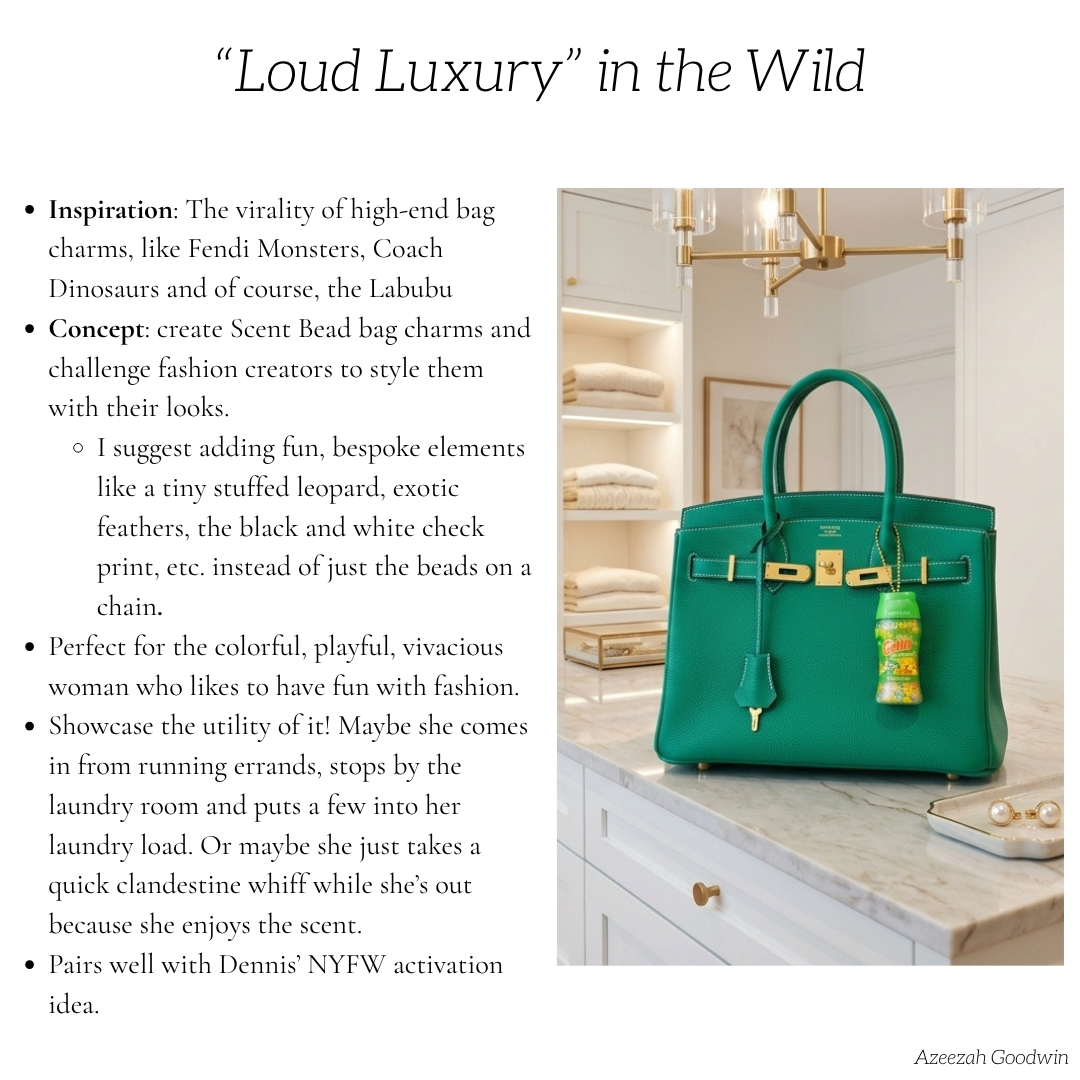 “Loud Luxury” in the Wild
Inspiration: The virality of high-end bag
charms, like Fendi Monsters, Coach
Dinosaurs and of course, the Labubu
Concept: create Scent Bead bag charms and
challenge fashion creators to style them
with their looks.
I suggest adding fun, bespoke elements
like a tiny stuffed leopard, exotic
feathers, the black and white check
print, etc. instead of just the beads on a
chain.
Perfect for the colorful, playful, vivacious
woman who likes to have fun with fashion.
Showcase the utility of it! Maybe she comes
in from running errands, stops by the
laundry room and puts a few into her
laundry load. Or maybe she just takes a
quick clandestine whiff while she’s out
because she enjoys the scent.
Pairs well with Dennis’ NYFW activation
idea.
Azeezah Goodwin